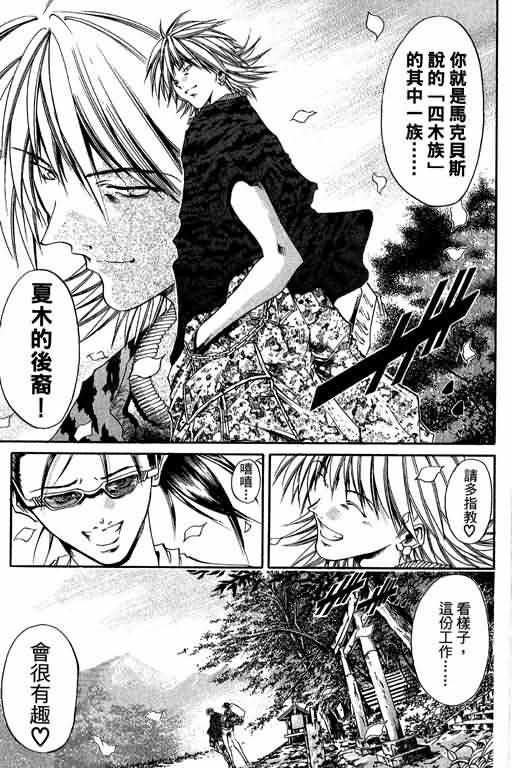 你就是馬克貝斯
說的「四木族」
的其中一族……
夏木的後裔！
請多指教♡
嘻嘻…
看樣子，
這份工作……
會很有趣♡